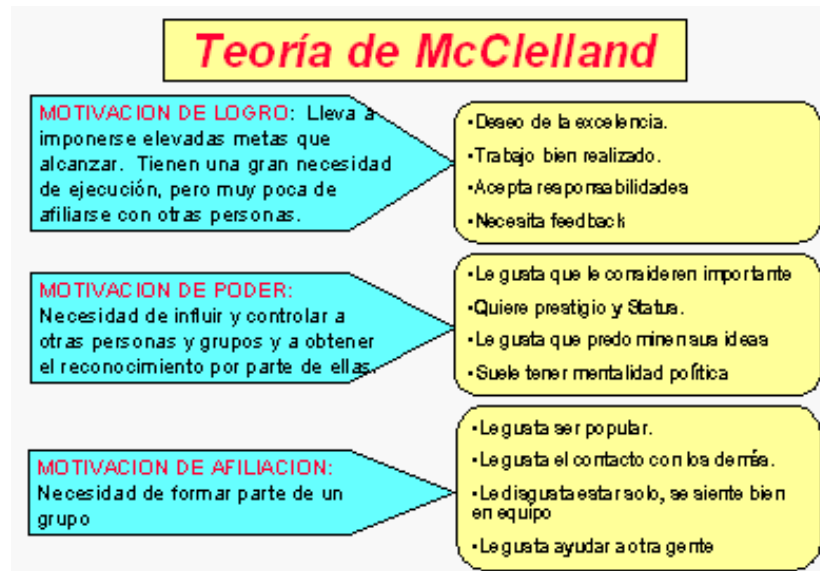 Teoría de McClelland
MOTIVACION DE LOGRO: Lleva a
imponerse elevadas metas que
alcanzar. Tienen una gran necesidad
de ejecución, pero muy poca de
afiliarse con otras personas.
•Deseo de la excelencia.
•Trabajo bien realizado.
•Acepta responsabilidades
•Necesita feedback
MOTIVACION DE PODER:
Necesidad de influir y controlar a
otras personas y grupos y a obtener
el reconocimiento por parte de ellas.
•Le gusta que le consideren importante
•Quiere prestigio y Status.
•Le gusta que predominen sus ideas
•Suele tener mentalidad política
MOTIVACION DE AFILIACION:
Necesidad de formar parte de un
grupo
•Le gusta ser popular.
•Le gusta el contacto con los demás.
•Le disgusta estar solo, se siente bien
en equipo
•Le gusta ayudar a otra gente